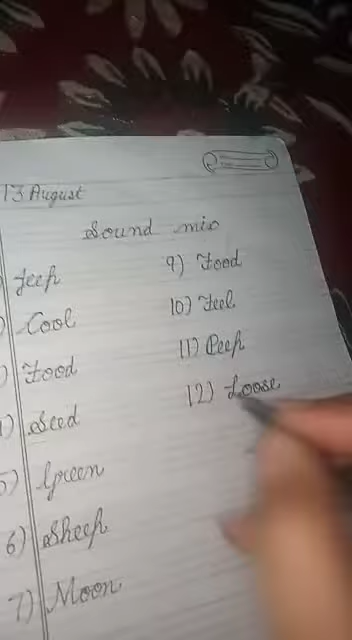 13 August
Sound mix
Jeep
Cool
Food
Seed
5) Green
6) Sheep
7) Moon
9) Food
10) Feel
11) Peep
12) Loose